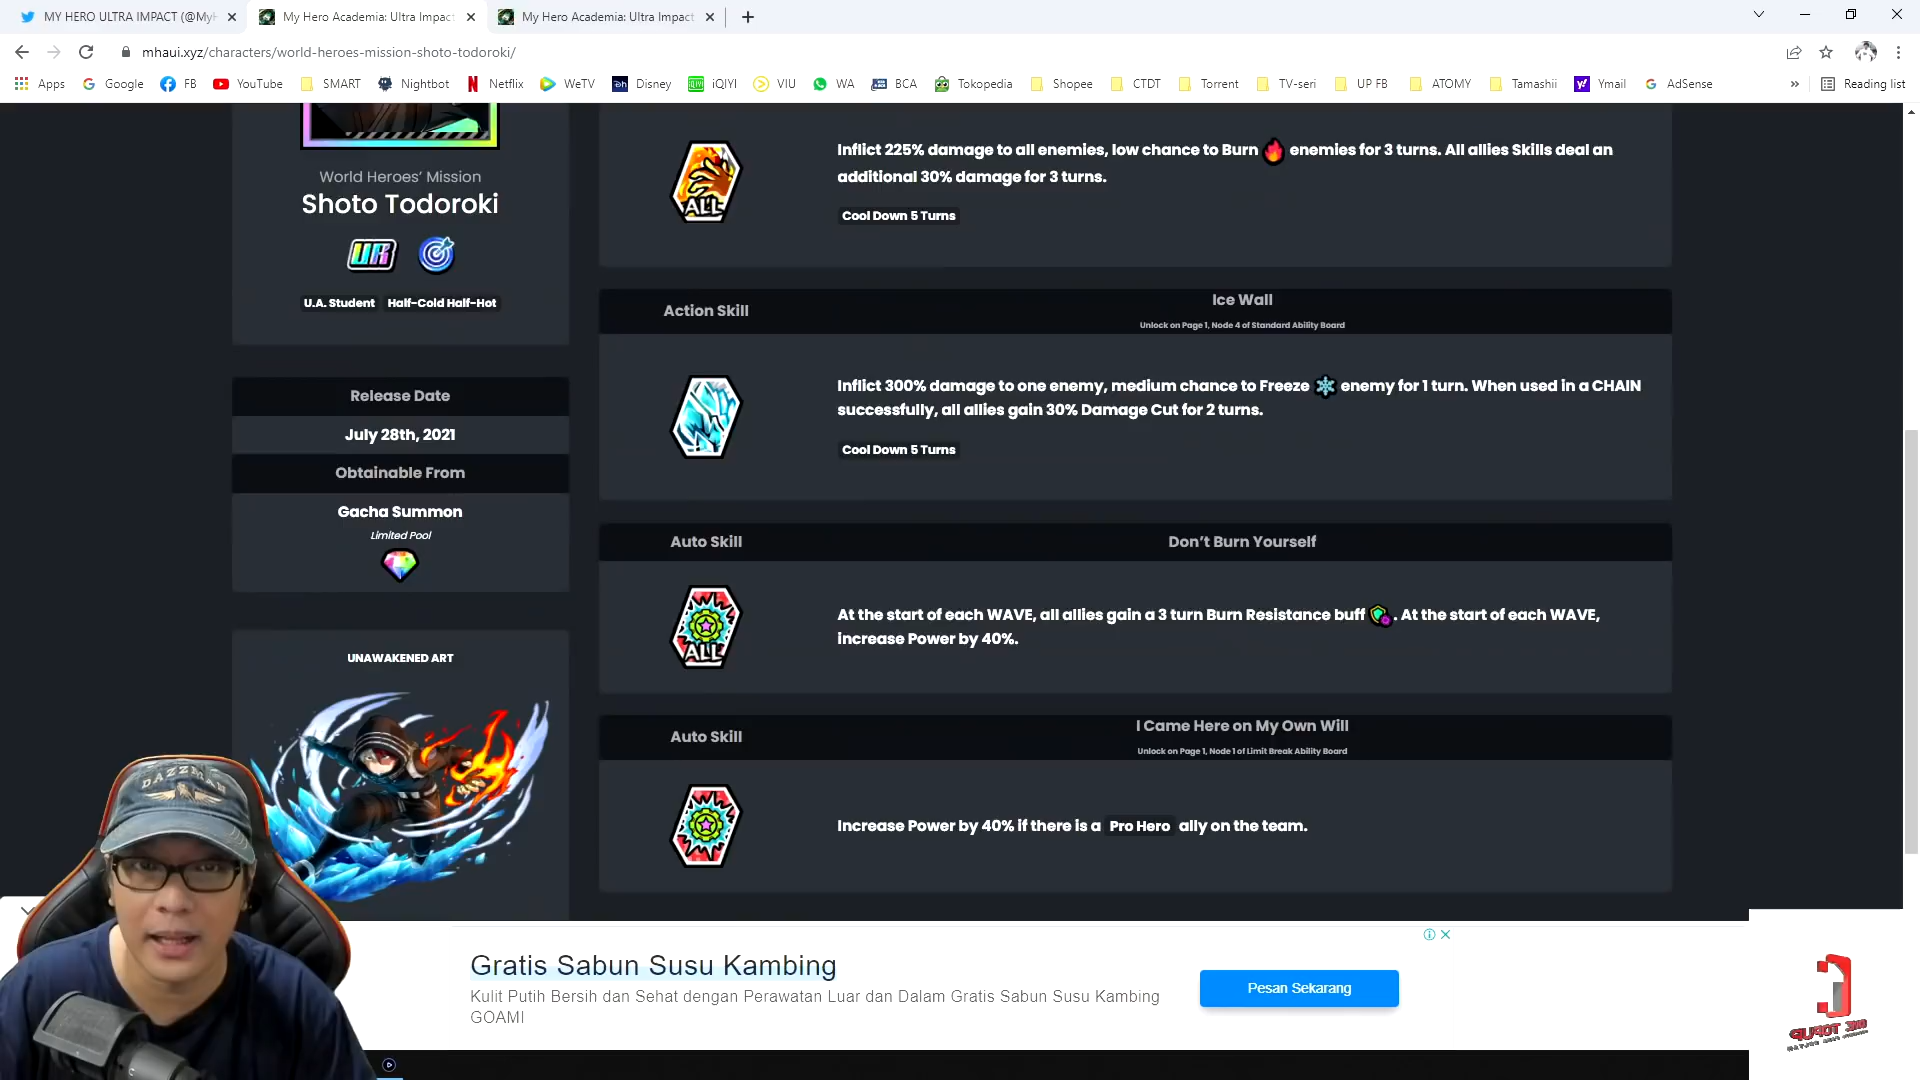 MY HERO ULTRA IMPACT (@MyH
My Hero Academia: Ultra Impact
My Hero Academia: Ultra Impact
mhaui.xyz/characters/world-heroes-mission-shoto-todoroki/
Apps Google FB YouTube SMART Nightbot Netflix WeTV Disney iQIYI VIU WA BCA Tokopedia Shopee CTDT Torrent TV-seri UP FB ATOMY Tamashii Ymail AdSense » Reading list
World Heroes' Mission
Shoto Todoroki
UR
U.A. Student Half-Cold Half-Hot
Release Date
July 28th, 2021
Obtainable From
Gacha Summon
Limited Pool
UNAWAKENED ART
ALL
Inflict 225% damage to all enemies, low chance to Burn enemies for 3 turns. All allies Skills deal an
additional 30% damage for 3 turns.
Cool Down 5 Turns
Action Skill
Ice Wall
Unlock on Page 1, Node 4 of Standard Ability Board
Inflict 300% damage to one enemy, medium chance to Freeze enemy for 1 turn. When used in a CHAIN
successfully, all allies gain 30% Damage Cut for 2 turns.
Cool Down 5 Turns
Auto Skill
Don't Burn Yourself
ALL
At the start of each WAVE, all allies gain a 3 turn Burn Resistance buff . At the start of each WAVE,
increase Power by 40%.
Auto Skill
I Came Here on My Own Will
Unlock on Page 1, Node 1 of Limit Break Ability Board
Increase Power by 40% if there is a Pro Hero ally on the team.
DAZZMAN
Gratis Sabun Susu Kambing
Kulit Putih Bersih dan Sehat dengan Perawatan Luar dan Dalam Gratis Sabun Susu Kambing
GOAMI
Pesan Sekarang